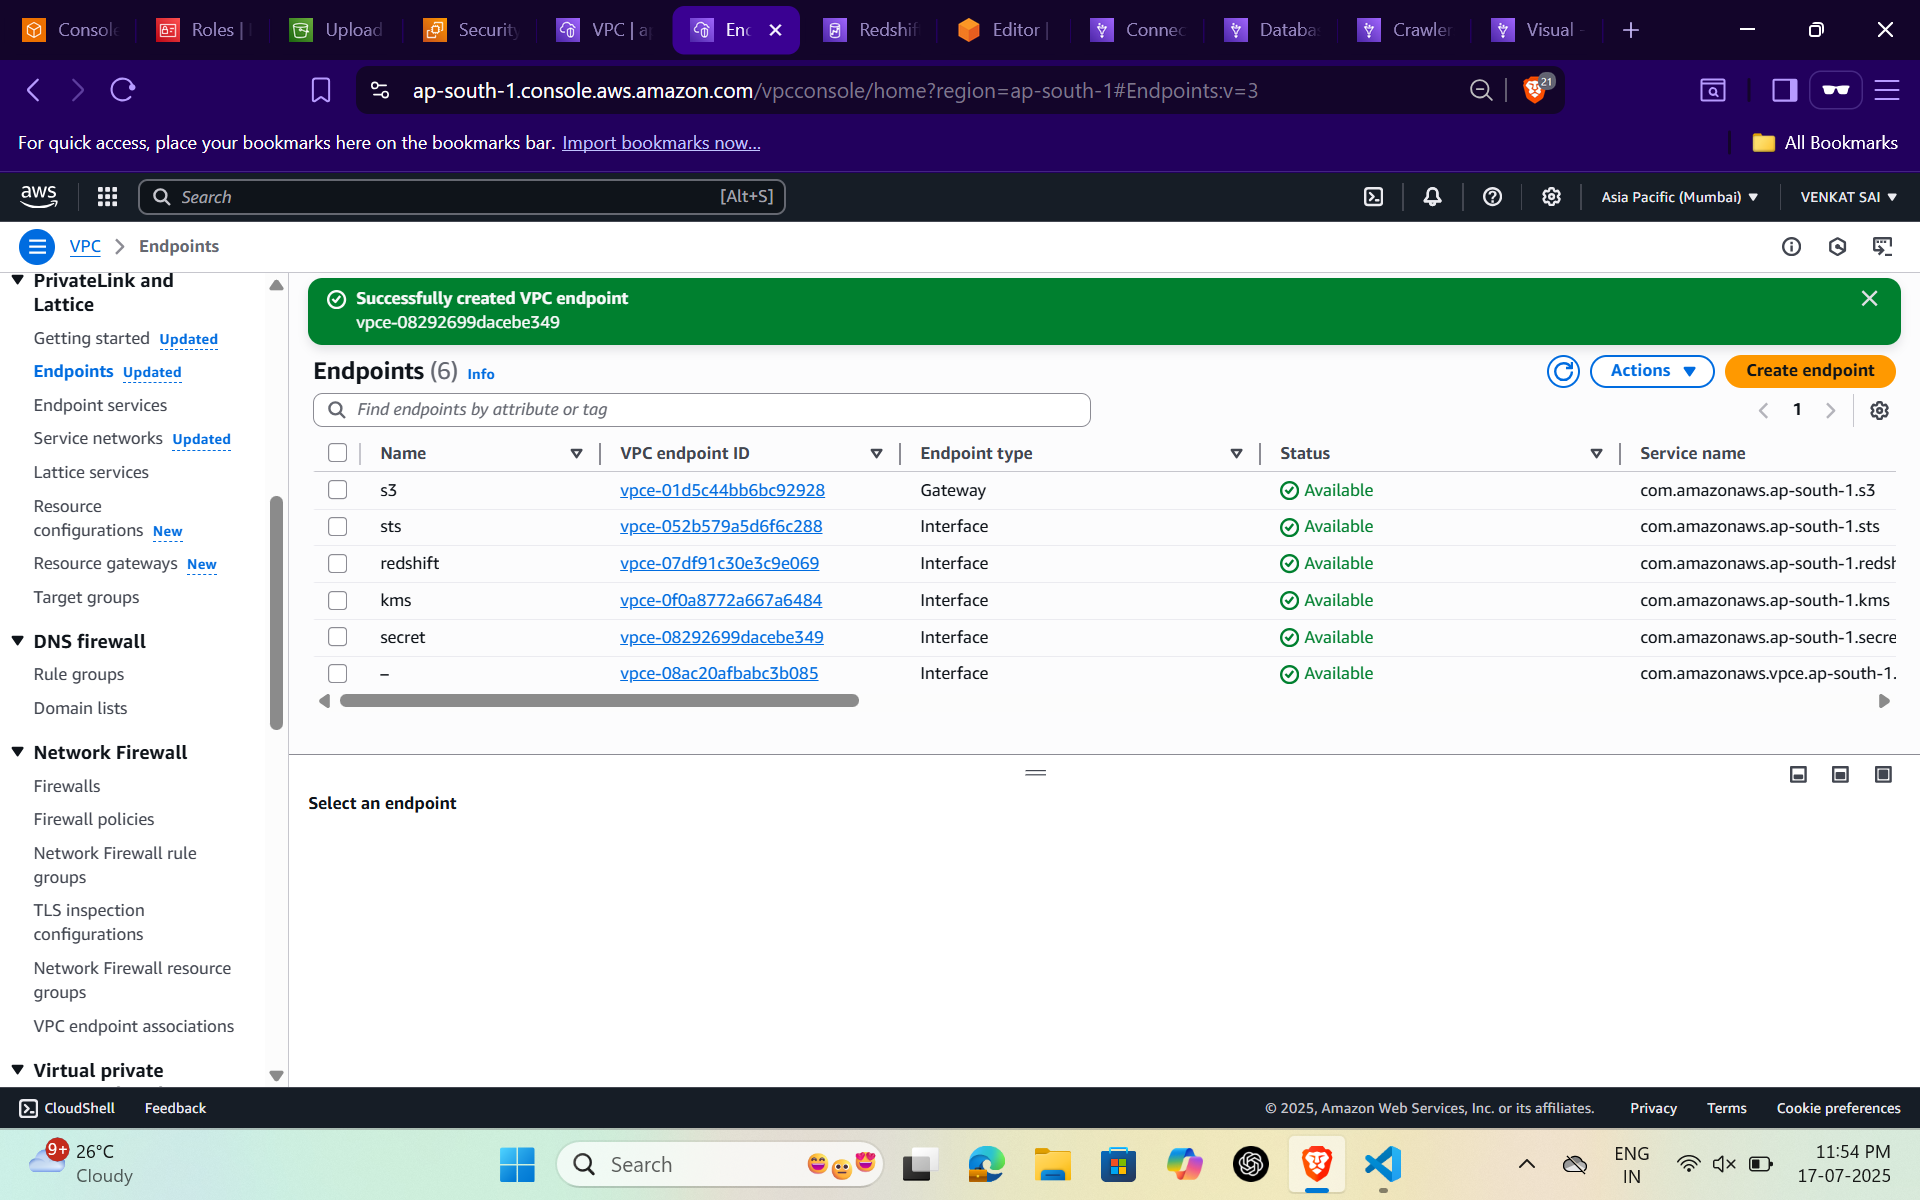 Console
Roles |
Upload
Security
VPC | ap
Enc
Redshift
Editor |
Connec
Databas
Crawler
Visual -
ap-south-1.console.aws.amazon.com/vpcconsole/home?region=ap-south-1#Endpoints:v=3
21
For quick access, place your bookmarks here on the bookmarks bar. Import bookmarks now...
All Bookmarks
aws
Search
[Alt+S]
Asia Pacific (Mumbai)
VENKAT SAI
VPC
Endpoints
PrivateLink and
Lattice
Getting started Updated
Endpoints Updated
Endpoint services
Service networks Updated
Lattice services
Resource
configurations New
Resource gateways New
Target groups
DNS firewall
Rule groups
Domain lists
Network Firewall
Firewalls
Firewall policies
Network Firewall rule
groups
TLS inspection
configurations
Network Firewall resource
groups
VPC endpoint associations
Virtual private
Successfully created VPC endpoint
vpce-08292699dacebe349
Endpoints (6) Info
Actions
Create endpoint
Find endpoints by attribute or tag
1
Name VPC endpoint ID Endpoint type Status Service name
s3 vpce-01d5c44bb6bc92928 Gateway Available com.amazonaws.ap-south-1.s3
sts vpce-052b579a5d6f6c288 Interface Available com.amazonaws.ap-south-1.sts
redshift vpce-07df91c30e3c9e069 Interface Available com.amazonaws.ap-south-1.redsh
kms vpce-0f0a8772a667a6484 Interface Available com.amazonaws.ap-south-1.kms
secret vpce-08292699dacebe349 Interface Available com.amazonaws.ap-south-1.secre
– vpce-08ac20afbabc3b085 Interface Available com.amazonaws.vpce.ap-south-1.
Select an endpoint
CloudShell
Feedback
© 2025, Amazon Web Services, Inc. or its affiliates.
Privacy
Terms
Cookie preferences
9+
26°C
Cloudy
Search
ENG
IN
11:54 PM
17-07-2025